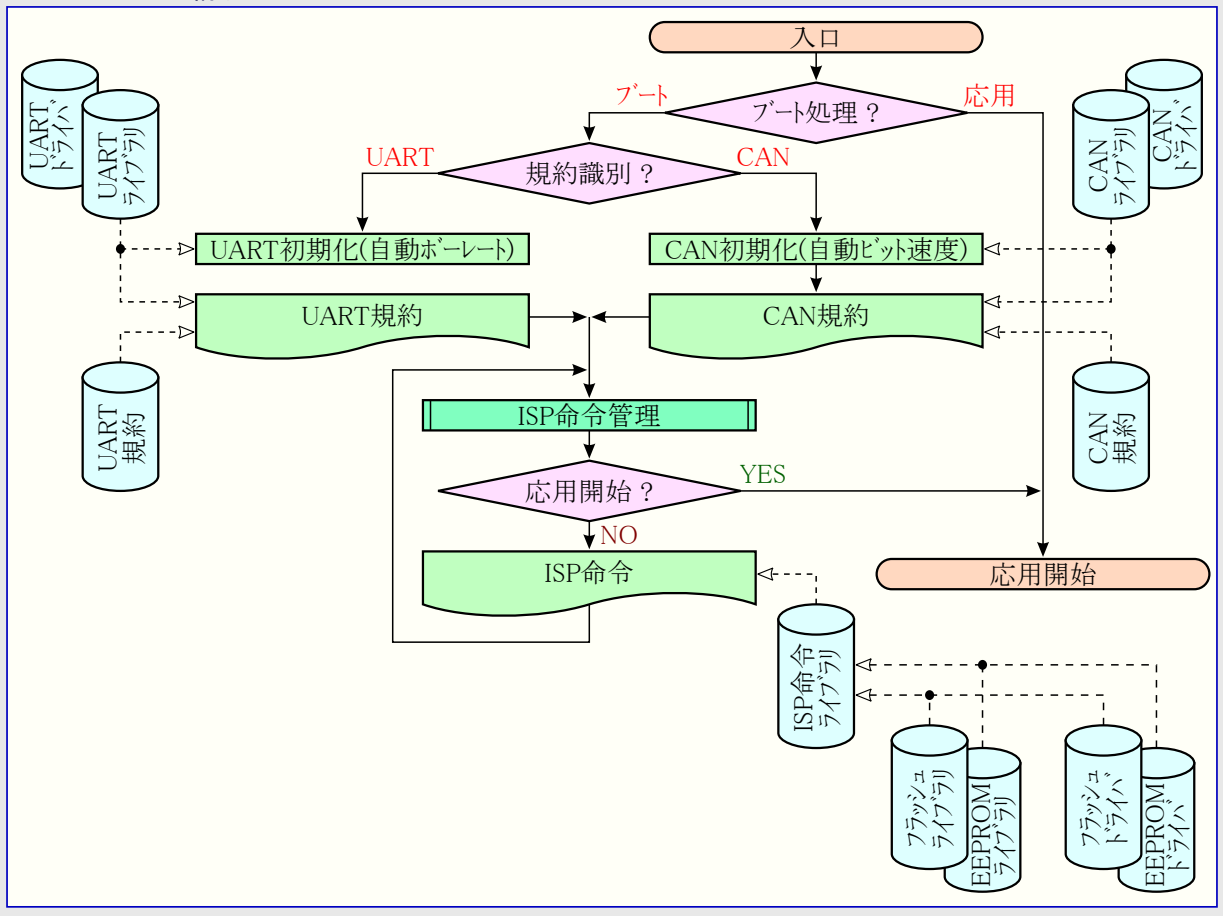 入口
ブート処理？
ブート
応用
規約識別？
UART
CAN
UART
ドライバ
UART
ライブラリ
CAN
ライブラリ
CAN
ドライバ
UART初期化(自動ボーレート)
CAN初期化(自動ビット速度)
UART規約
CAN規約
UART
規約
CAN
規約
ISP命令管理
応用開始？
YES
NO
ISP命令
応用開始
ISP命令
ライブラリ
フラッシュ
ライブラリ
EEPROM
ライブラリ
フラッシュ
ドライバ
EEPROM
ドライバ